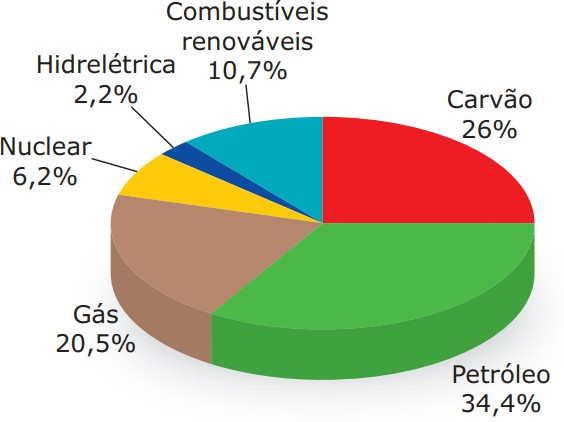 Combustíveis
renováveis
10,7%
Hidrelétrica
2,2%
Nuclear
6,2%
Carvão
26%
Gás
20,5%
Petróleo
34,4%